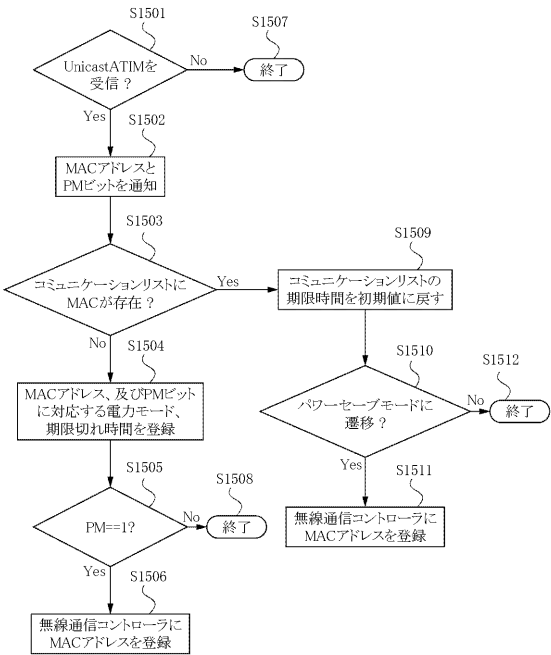 S1501
UnicastATIMを
受信？
No
S1507
終了
Yes
S1502
MACアドレスと
PMビットを通知
S1503
コミュニケーションリストに
MACが存在？
Yes
S1509
コミュニケーションリストの
期限時間を初期値に戻す
No
S1504
MACアドレス、及びPMビット
に対応する電力モード、
期限切れ時間を登録
S1510
パワーセーブモードに
遷移？
No
S1512
終了
Yes
S1511
無線通信コントローラに
MACアドレスを登録
S1505
PM==1?
No
S1508
終了
Yes
S1506
無線通信コントローラに
MACアドレスを登録